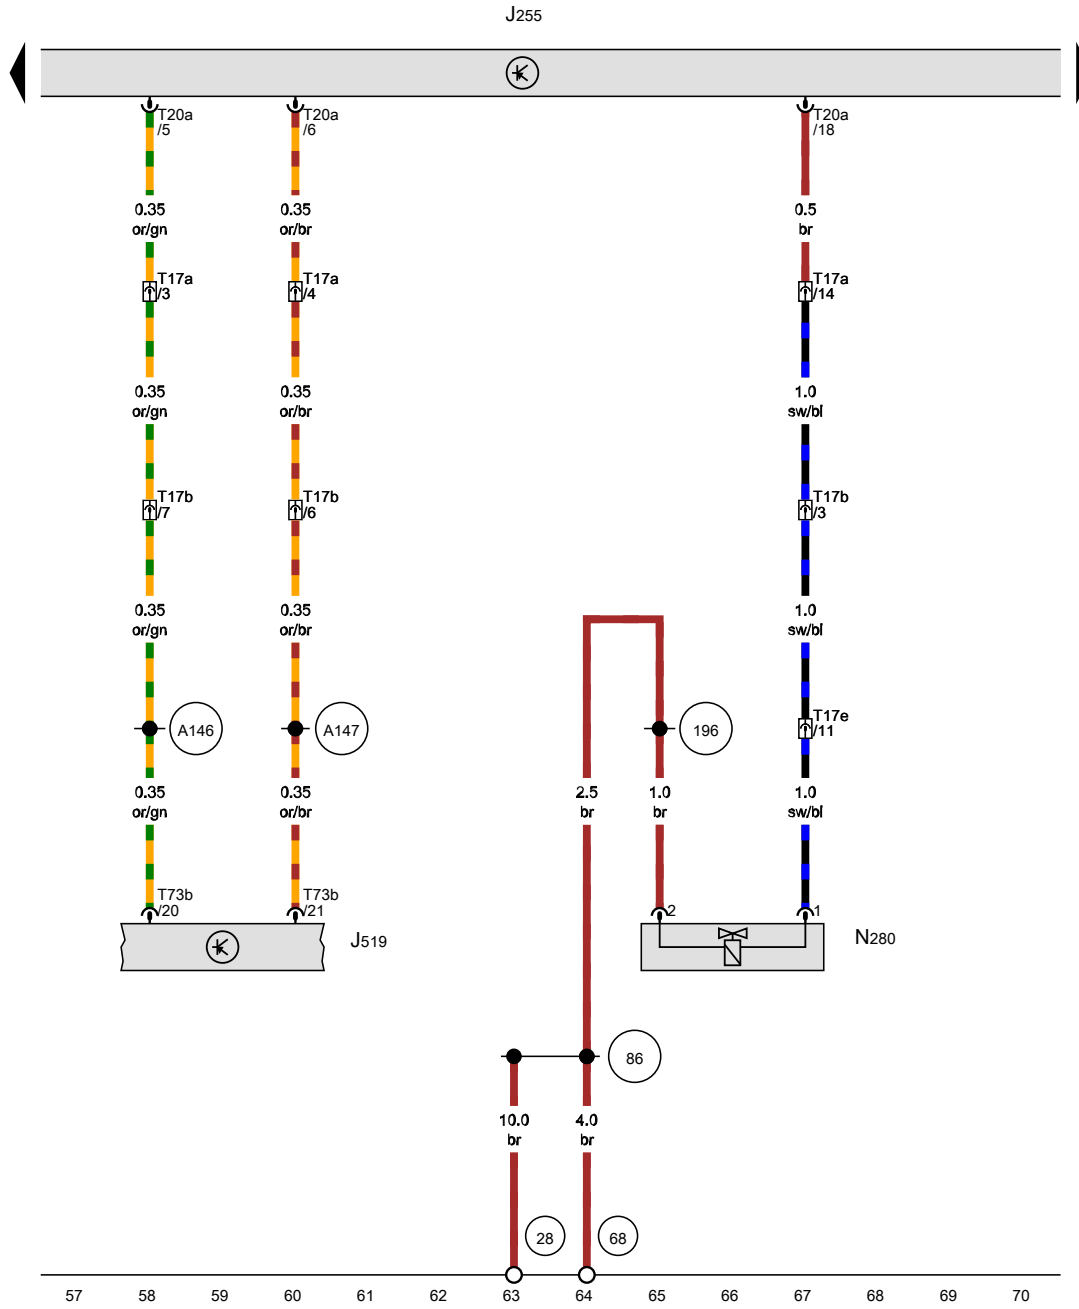 J255
T20a
/5
T20a
/6
T20a
/18
0.35
or/gn
0.35
or/br
0.5
br
T17a
/3
T17a
/4
T17a
/14
0.35
or/gn
0.35
or/br
1.0
sw/bl
T17b
/7
T17b
/6
T17b
/3
0.35
or/gn
0.35
or/br
1.0
sw/bl
A146
A147
196
T17e
/11
0.35
or/gn
0.35
or/br
2.5
br
1.0
br
1.0
sw/bl
T73b
/20
T73b
/21
2
1
J519
N280
86
10.0
br
4.0
br
28
68
57 58 59 60 61 62 63 64 65 66 67 68 69 70